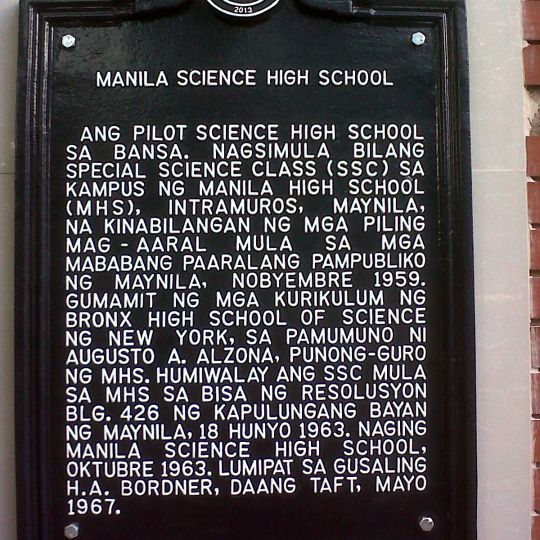 2013
MANILA SCIENCE HIGH SCHOOL
ANG PILOT SCIENCE HIGH SCHOOL
SA BANSA. NAGSIMULA BILANG
SPECIAL SCIENCE CLASS (SSC) SA
KAMPUS NG MANILA HIGH SCHOOL
(MHS), INTRAMUROS, MAYNILA,
NA KINABILANGAN NG MGA PILING
MAG - AARAL MULA SA MGA
MABABANG PAARALANG PAMPUBLIKO
NG MAYNILA, NOBYEMBRE 1959.
GUMAMIT NG MGA KURIKULUM NG
BRONX HIGH SCHOOL OF SCIENCE
NG NEW YORK, SA PAMUMUNO NI
AUGUSTO A. ALZONA, PUNONG-GURO
NG MHS. HUMIWALAY ANG SSC MULA
SA MHS SA BISA NG RESOLUSYON
BLG. 426 NG KAPULUNGANG BAYAN
NG MAYNILA, 18 HUNYO 1963. NAGING
MANILA SCIENCE HIGH SCHOOL,
OKTUBRE 1963. LUMIPAT SA GUSALING
H.A. BORDNER, DAANG TAFT, MAYO
1967.